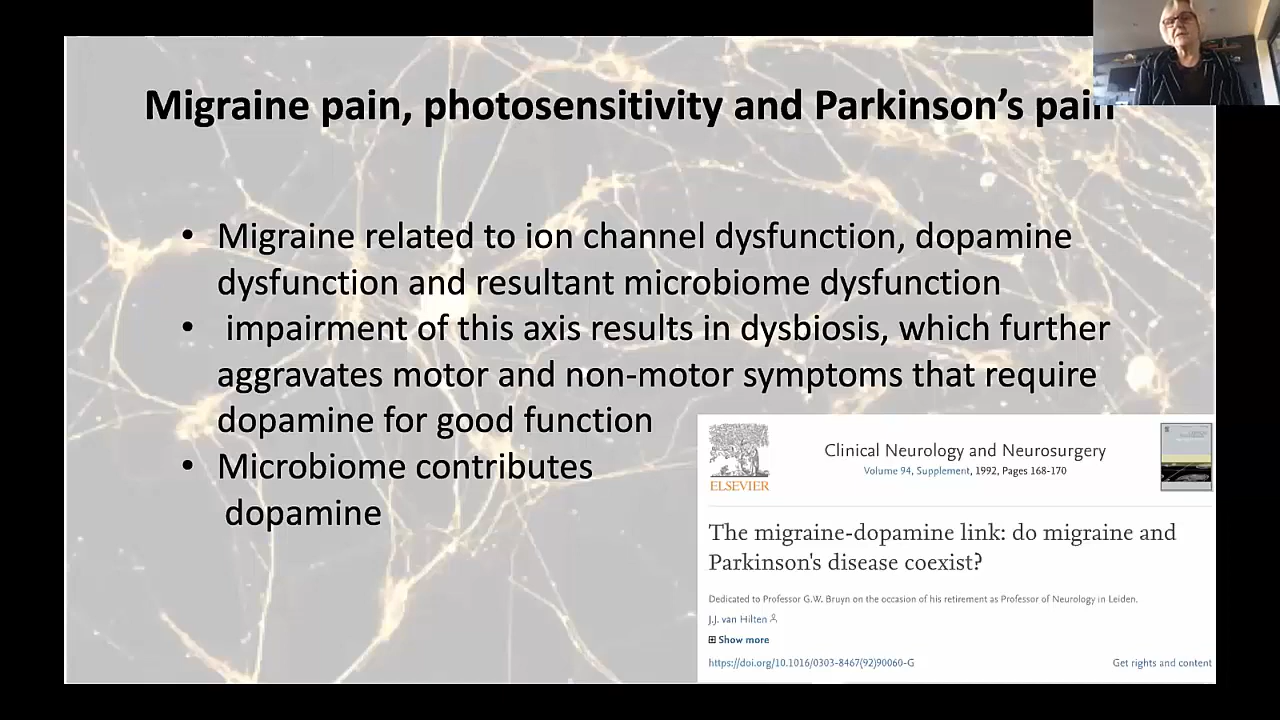 Migraine pain, photosensitivity and Parkinson's pain
• Migraine related to ion channel dysfunction, dopamine
dysfunction and resultant microbiome dysfunction
• impairment of this axis results in dysbiosis, which further
aggravates motor and non-motor symptoms that require
dopamine for good function
• Microbiome contributes
dopamine
ELSEVIER
Clinical Neurology and Neurosurgery
Volume 94, Supplement, 1992, Pages 168-170
The migraine-dopamine link: do migraine and
Parkinson's disease coexist?
Dedicated to Professor G.W. Bruyn on the occasion of his retirement as Professor of Neurology in Leiden.
J.J. van Hilten
Show more
https://doi.org/10.1016/0303-8467(92)90060-G
Get rights and content